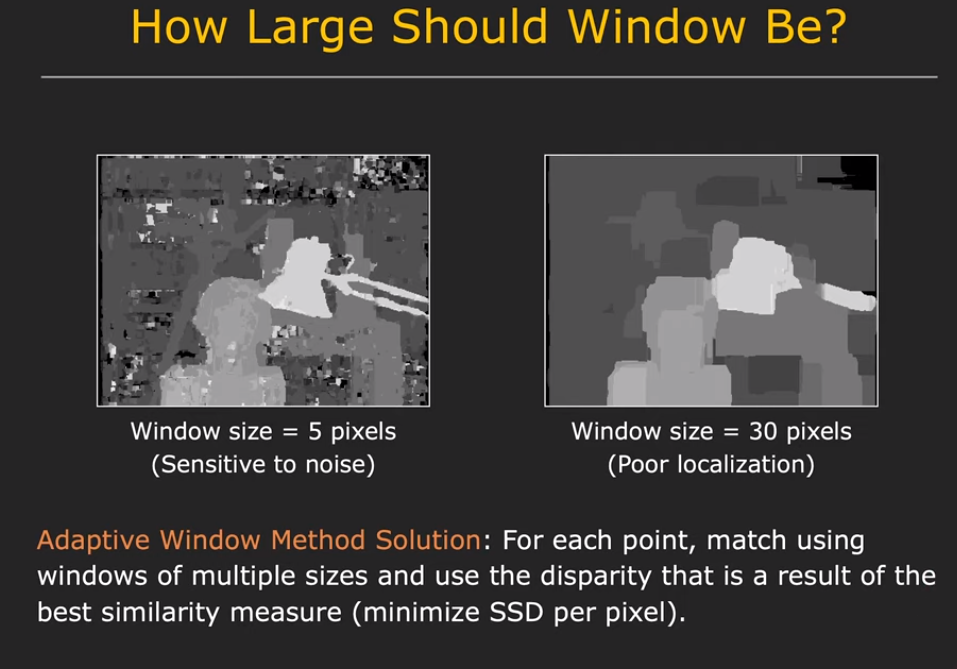 How Large Should Window Be?
Window size = 5 pixels
(Sensitive to noise)
Window size = 30 pixels
(Poor localization)
Adaptive Window Method Solution: For each point, match using
windows of multiple sizes and use the disparity that is a result of the
best similarity measure (minimize SSD per pixel).